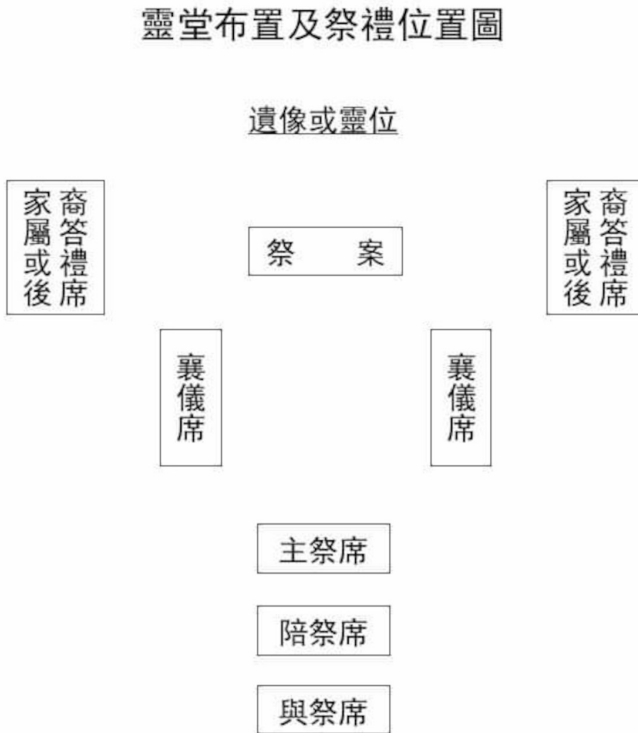 靈堂布置及祭禮位置圖
遺像或靈位
家屬或後
裔答禮席
祭 案
家屬或後
裔答禮席
襄儀席
襄儀席
主祭席
陪祭席
與祭席